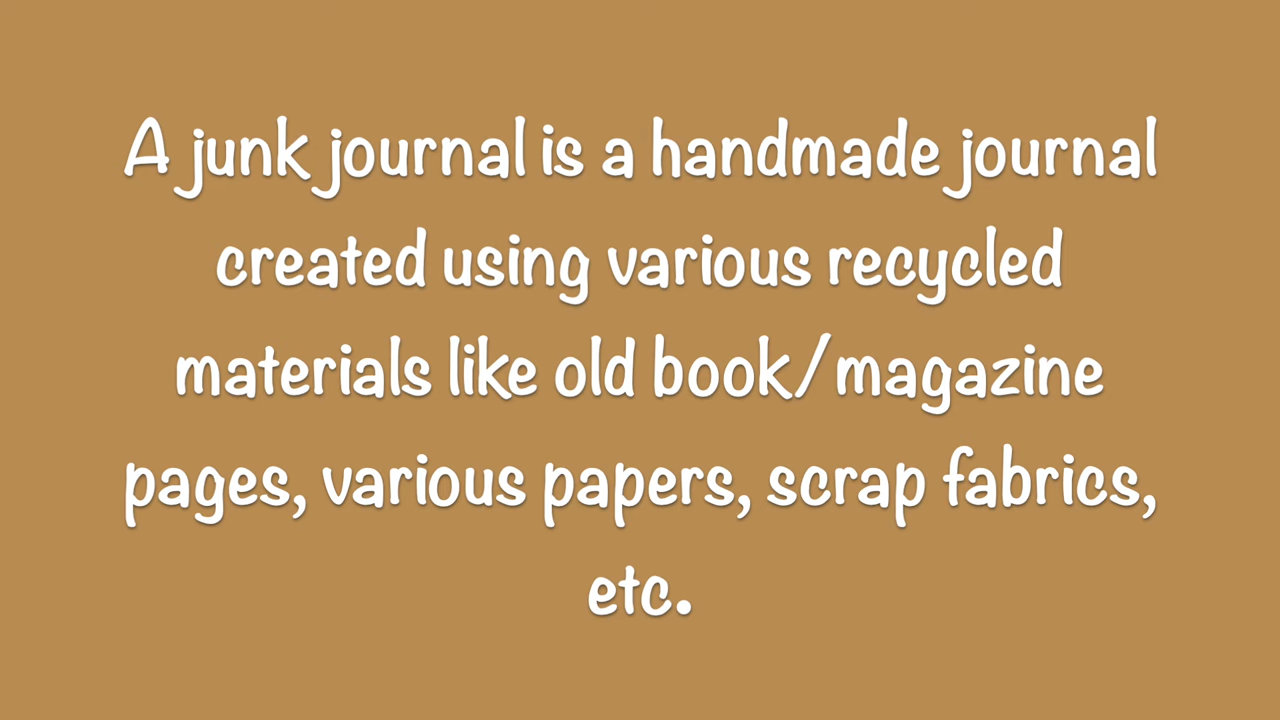 A junk journal is a handmade journal
created using various recycled
materials like old book/magazine
pages, various papers, scrap fabrics,
etc.